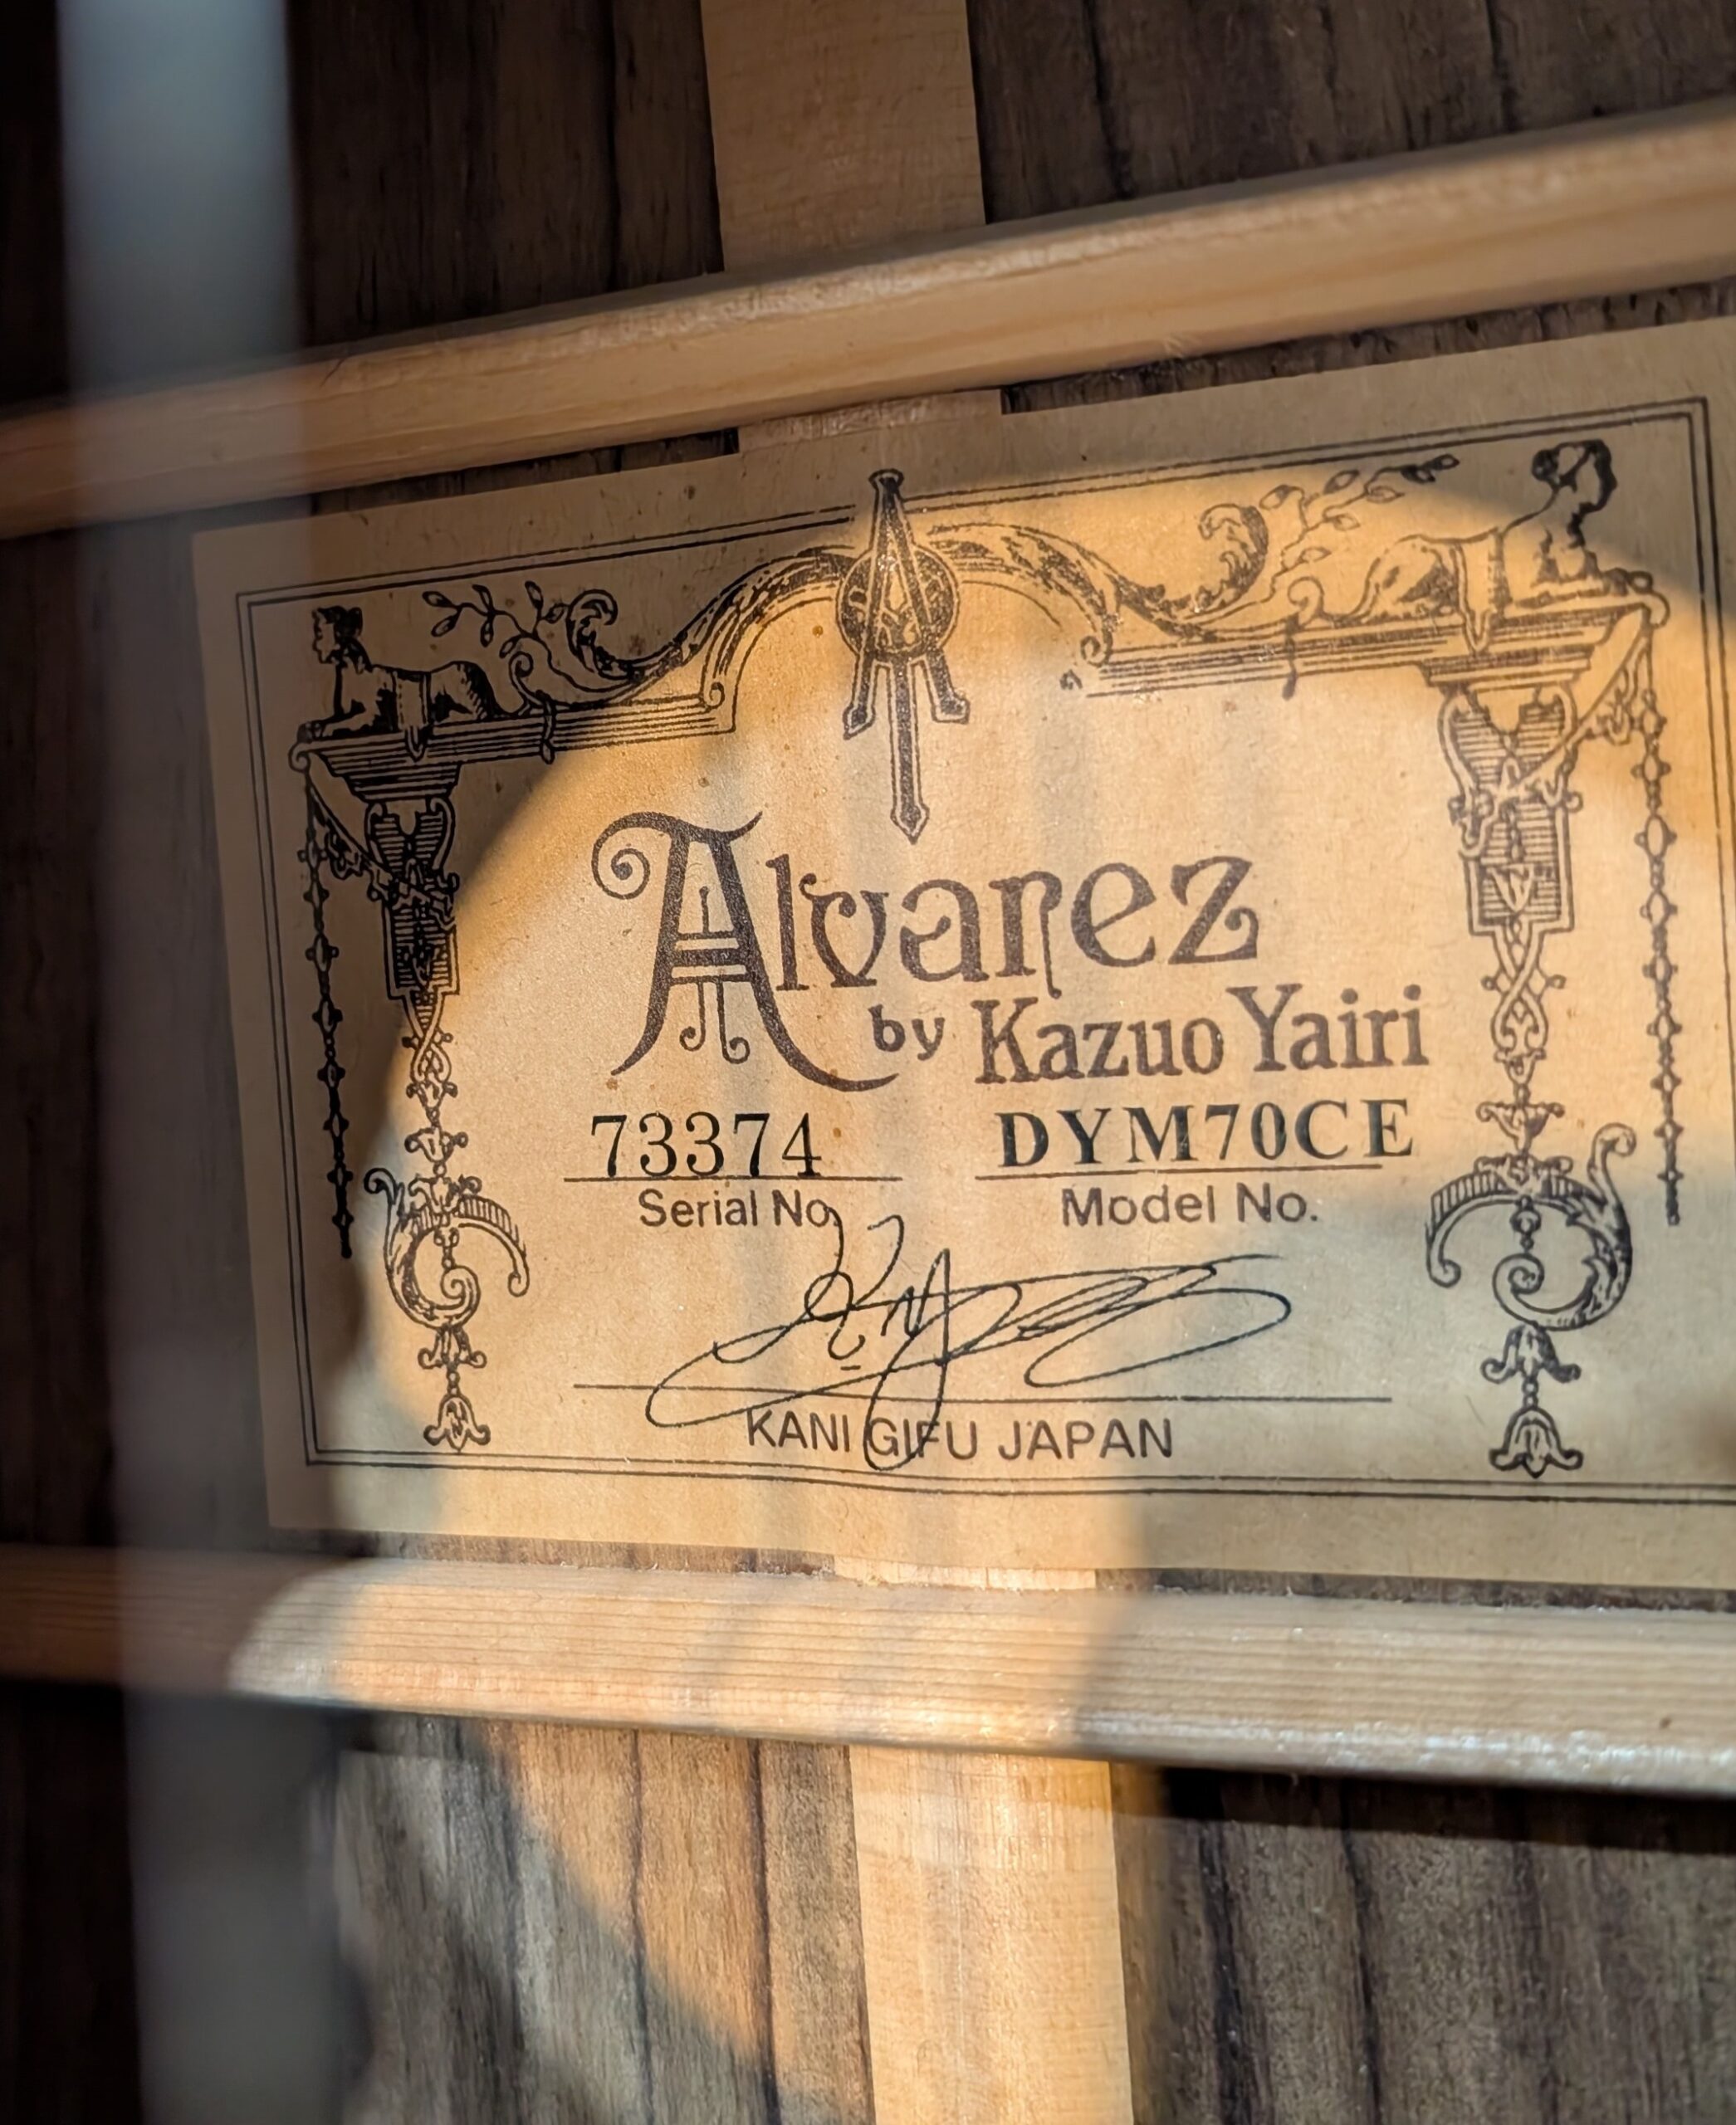 Alvarez
by Kazuo Yairi
73374 DYM70CE
Serial No. Model No.
KANI GIFU JAPAN